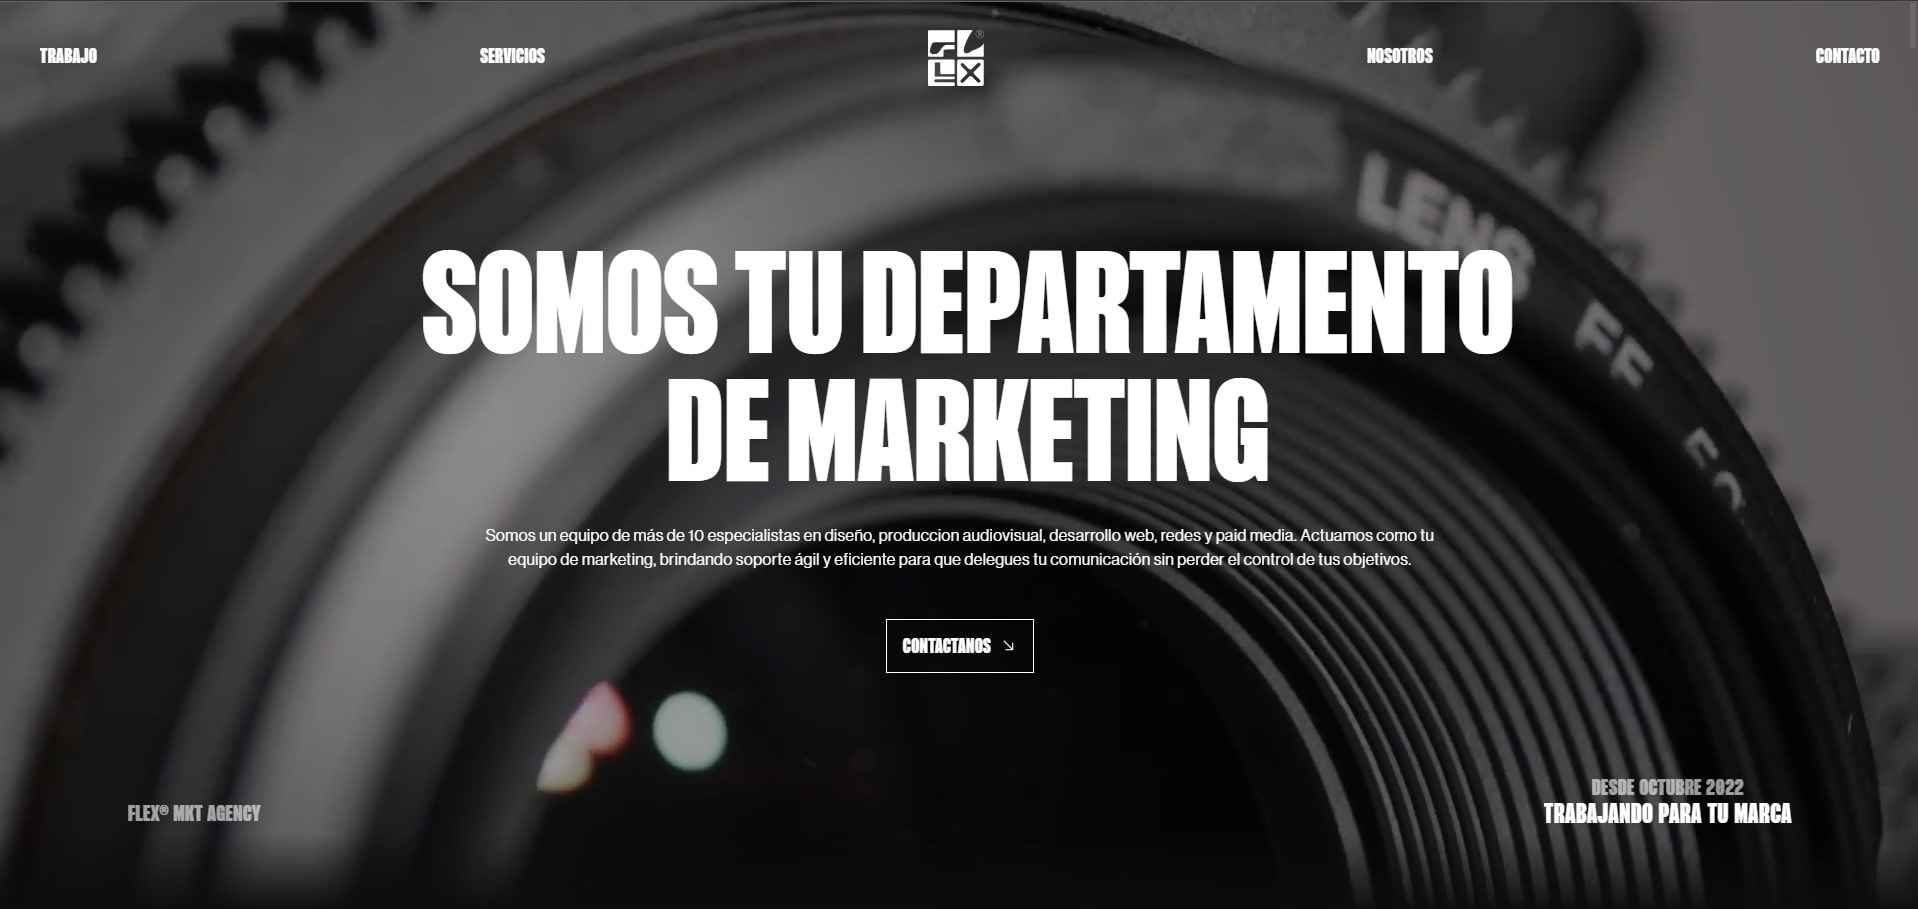 TRABAJO
SERVICIOS
FLEX®
NOSOTROS
CONTACTO
LENS
FF
SOMOS TU DEPARTAMENTO
DE MARKETING
Somos un equipo de más de 10 especialistas en diseño, produccion audiovisual, desarrollo web, redes y paid media. Actuamos como tu
equipo de marketing, brindando soporte ágil y eficiente para que delegues tu comunicación sin perder el control de tus objetivos.
CONTACTANOS
FLEX® MKT AGENCY
DESDE OCTUBRE 2022
TRABAJANDO PARA TU MARCA